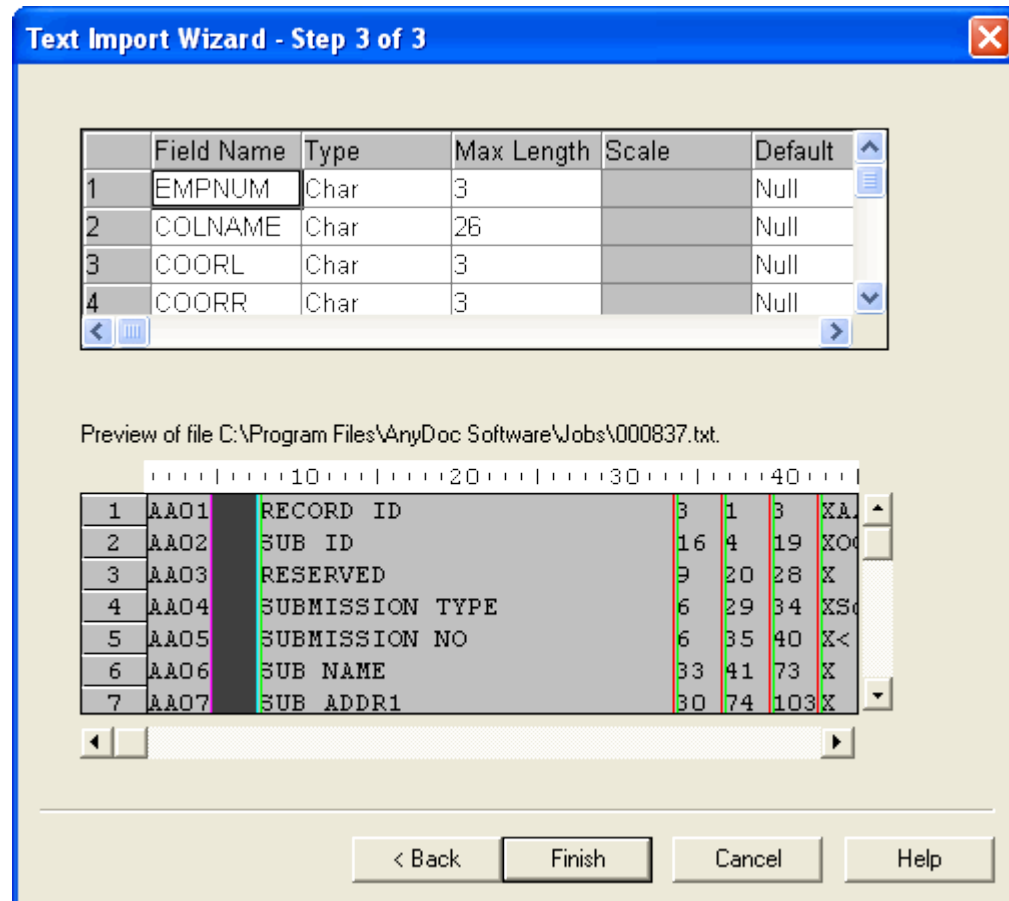 Text Import Wizard - Step 3 of 3
Field Name Type Max Length Scale Default
1 EMPNUM Char 3 Null
2 COLNAME Char 26 Null
3 COORL Char 3 Null
4 COORR Char 3 Null
Preview of file C:\Program Files\AnyDoc Software\Jobs\000837.txt.
10 20 30 40
1 AA01 RECORD ID 3 1 3 XA
2 AA02 SUB ID 16 4 19 XO
3 AA03 RESERVED 9 20 28 X
4 AA04 SUBMISSION TYPE 6 29 34 XS
5 AA05 SUBMISSION NO 6 35 40 X<
6 AA06 SUB NAME 33 41 73 X
7 AA07 SUB ADDR1 30 74 103 X
< Back Finish Cancel Help